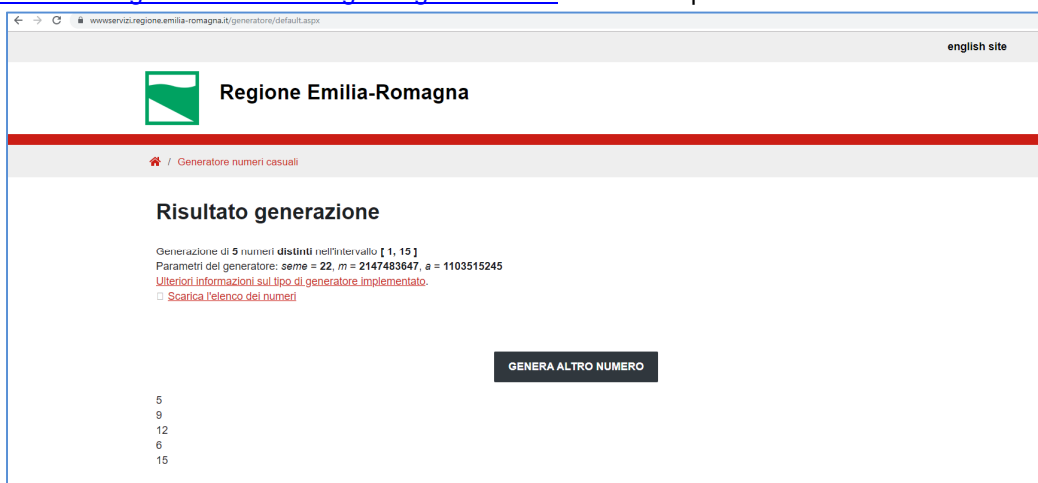 wwwservizi.regione.emilia-romagna.it/generatore/default.aspx
english site
Regione Emilia-Romagna
/ Generatore numeri casuali
Risultato generazione
Generazione di 5 numeri distinti nell'intervallo [ 1, 15 ]
Parametri del generatore: seme = 22, m = 2147483647, a = 1103515245
Ulteriori informazioni sul tipo di generatore implementato.
Scarica l'elenco dei numeri
GENERA ALTRO NUMERO
5
9
12
6
15